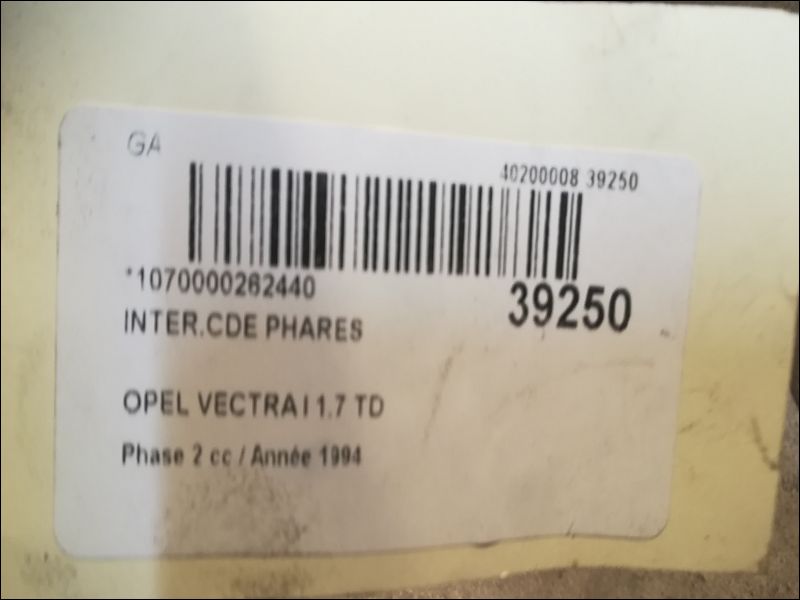 GA
40200008 39250
*1070000262440
39250
INTER.CDE PHARES
OPEL VECTRA I 1.7 TD
Phase 2 cc / Année 1994